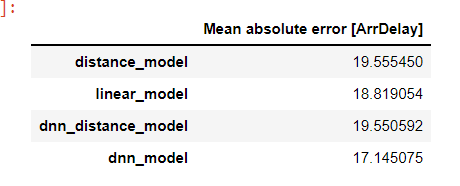 ]:
Mean absolute error [ArrDelay]
distance_model 19.555450
linear_model 18.819054
dnn_distance_model 19.550592
dnn_model 17.145075